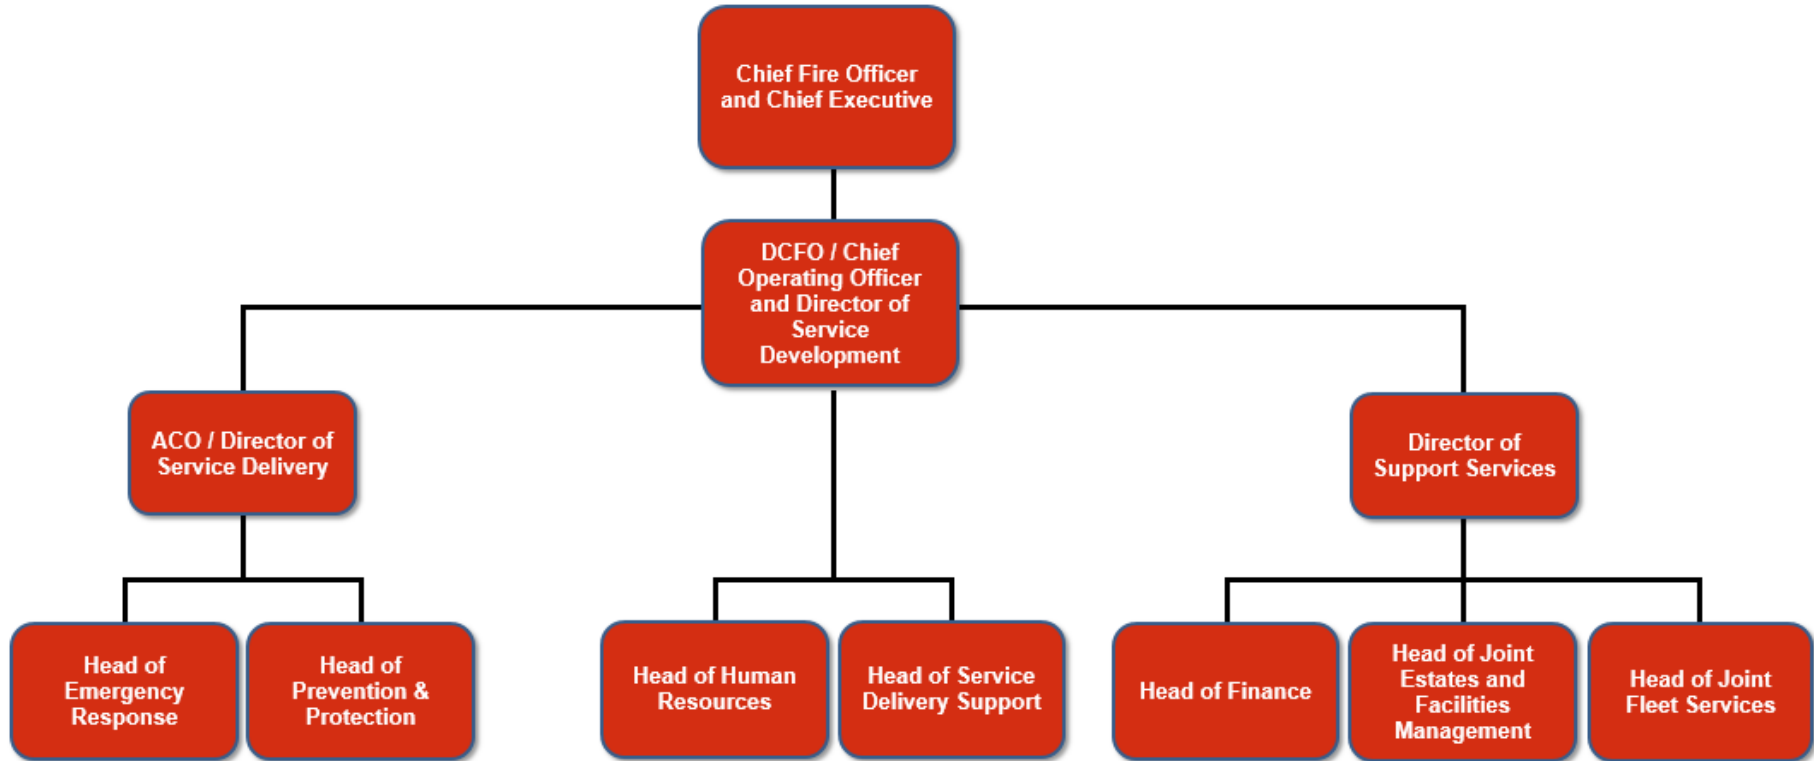 Chief Fire Officer
and Chief Executive
DCFO / Chief
Operating Officer
and Director of
Service
Development
ACO / Director of
Service Delivery
Director of
Support Services
Head of
Emergency
Response
Head of
Prevention &
Protection
Head of Human
Resources
Head of Service
Delivery Support
Head of Finance
Head of Joint
Estates and
Facilities
Management
Head of Joint
Fleet Services